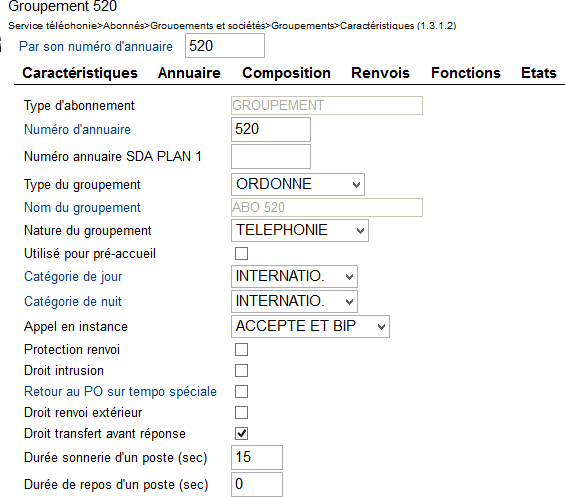 Groupement 520
Service téléphonie>Abonnés>Groupements et sociétés>Groupements>Caractéristiques (1.3.1.2)
Par son numéro d'annuaire 520
Caractéristiques Annuaire Composition Renvois Fonctions Etats
Type d'abonnement GROUPEMENT
Numéro d'annuaire 520
Numéro annuaire SDA PLAN 1
Type du groupement ORDONNE
Nom du groupement ABO 520
Nature du groupement TELEPHONIE
Utilisé pour pré-accueil
Catégorie de jour INTERNATIO.
Catégorie de nuit INTERNATIO.
Appel en instance ACCEPTE ET BIP
Protection renvoi
Droit intrusion
Retour au PO sur tempo spéciale
Droit renvoi extérieur
Droit transfert avant réponse
Durée sonnerie d'un poste (sec) 15
Durée de repos d'un poste (sec) 0